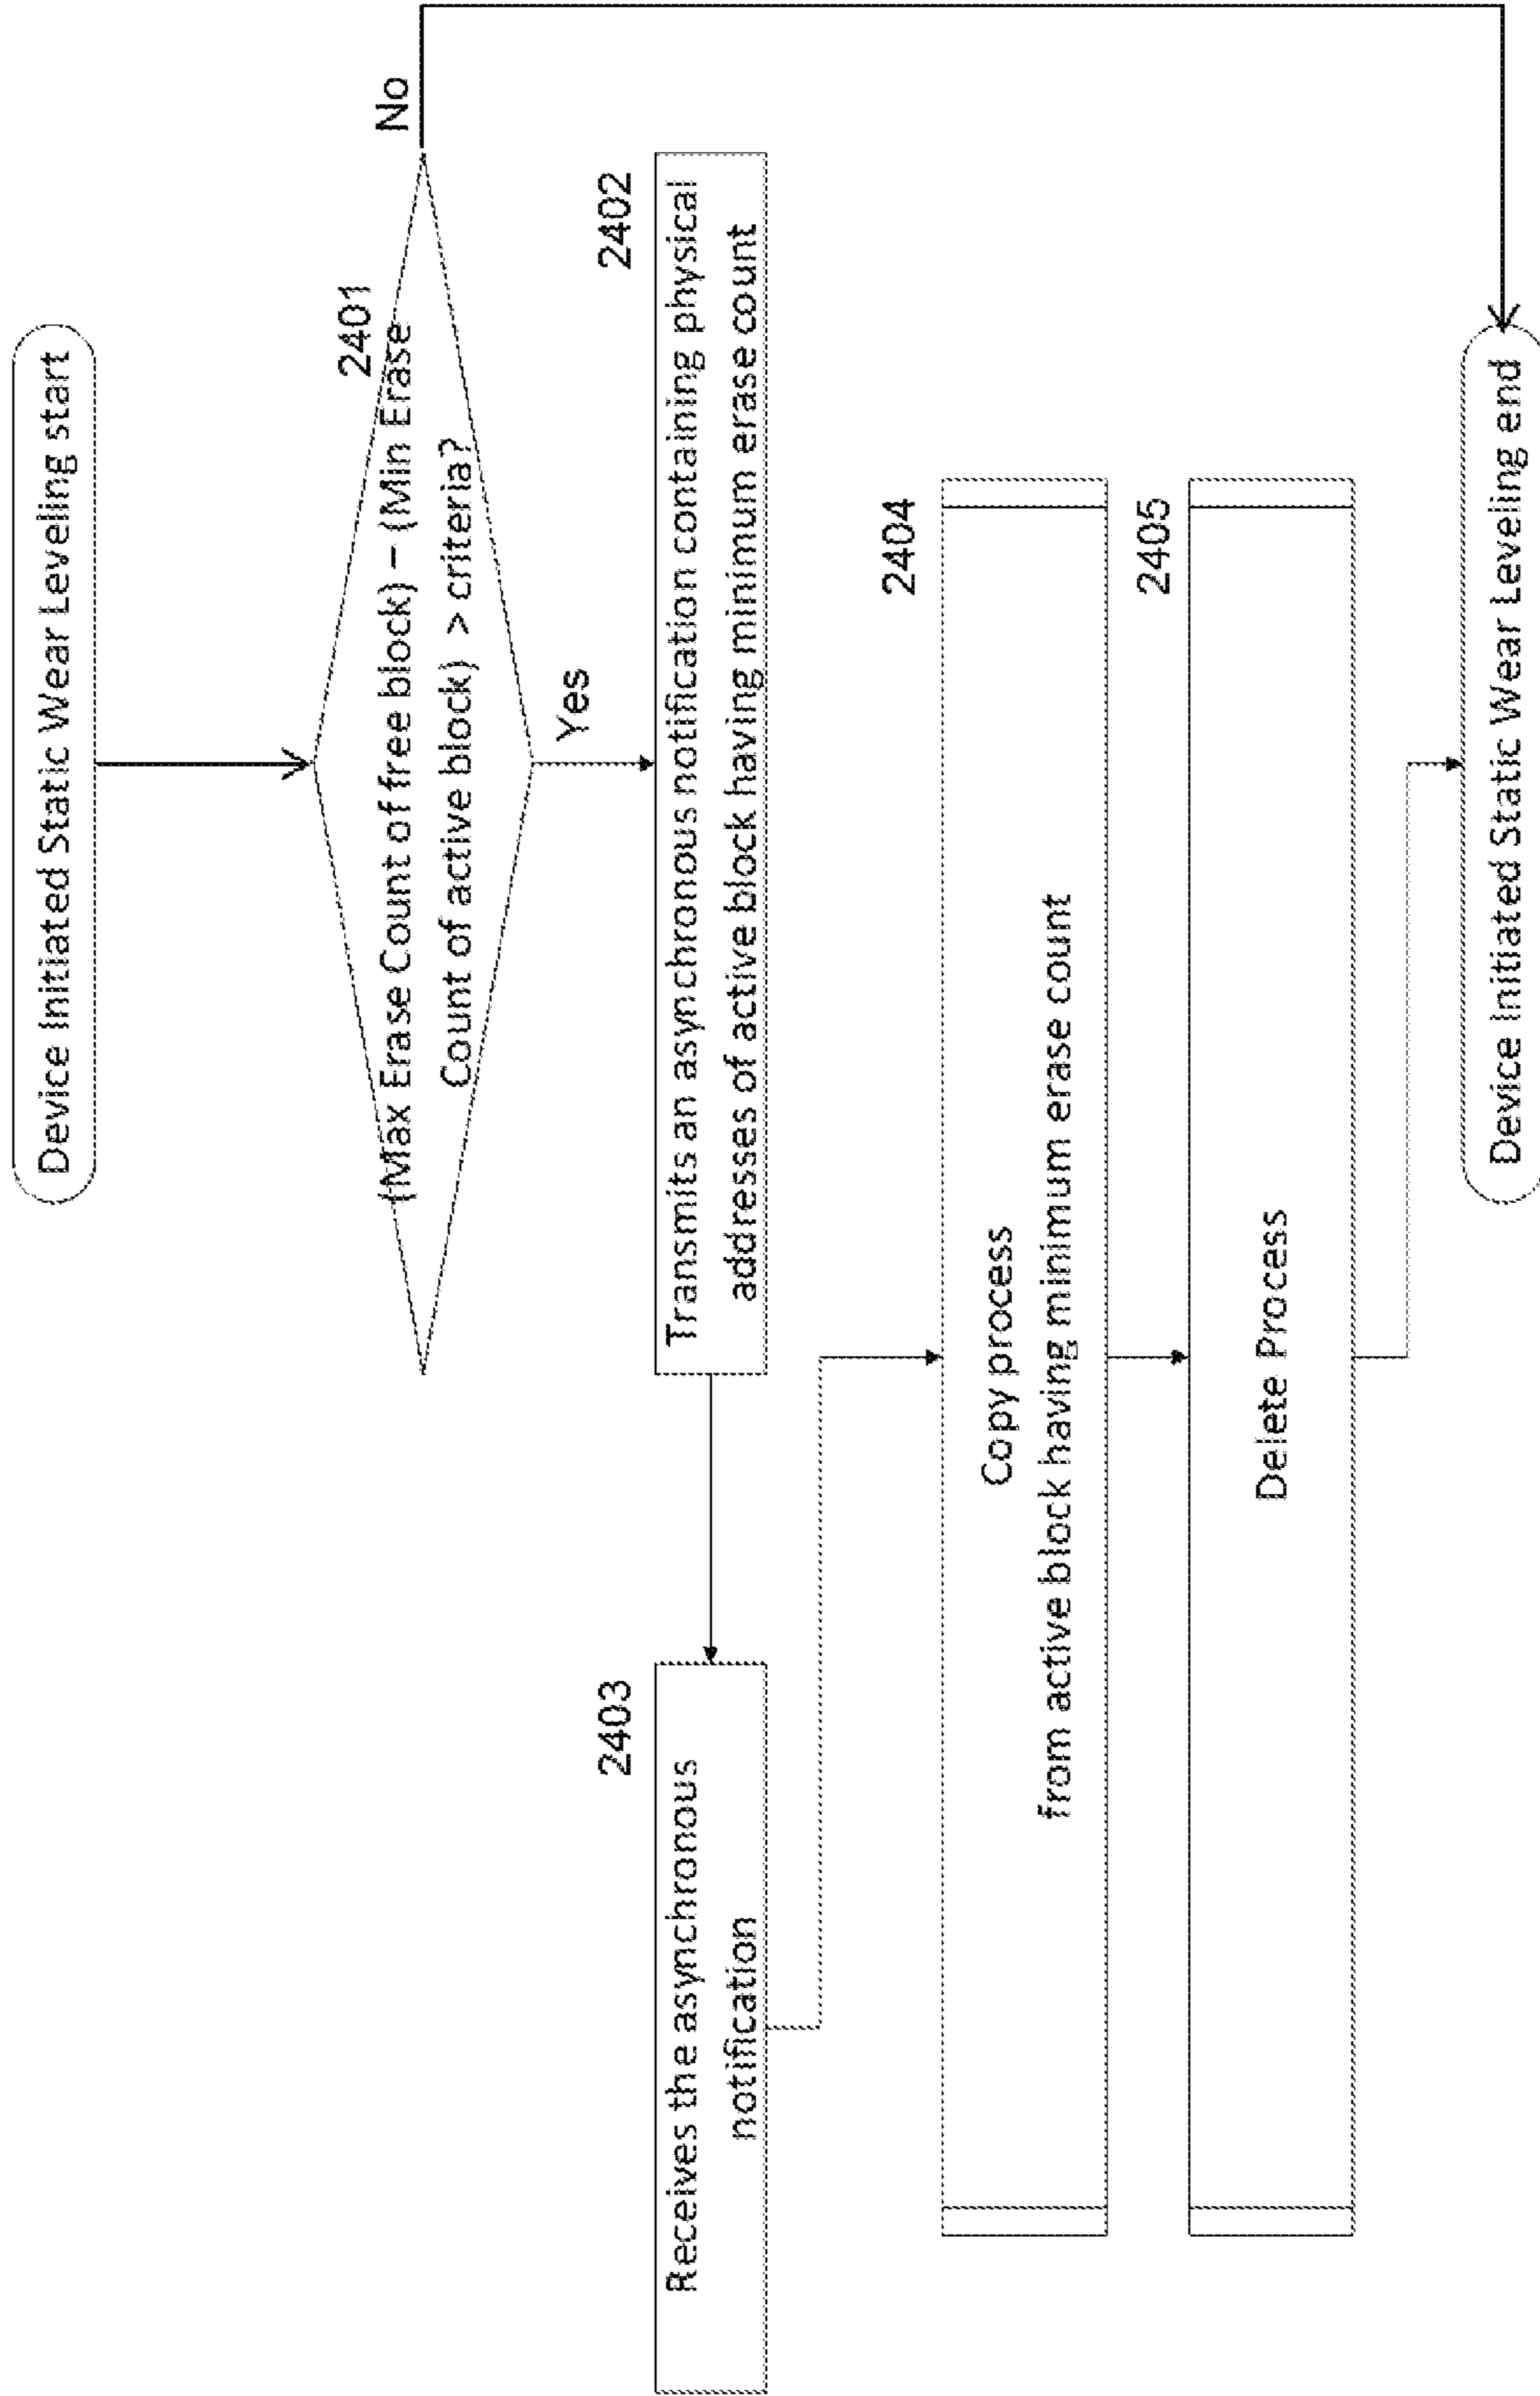 Device Initiated Static Wear Leveling start
2401
(Max Erase Count of free block) – (Min Erase
Count of active block) > criteria?
No
Yes
2402
Transmits an asynchronous notification containing physical
addresses of active block having minimum erase count
2403
Receives the asynchronous
notification
2404
Copy process
from active block having minimum erase count
2405
Delete Process
Device Initiated Static Wear Leveling end